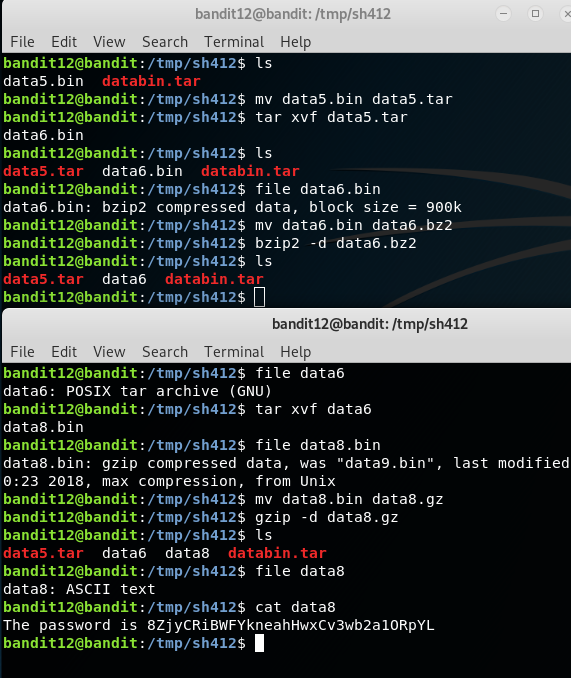 bandit12@bandit: /tmp/sh412
File Edit View Search Terminal Help
bandit12@bandit:/tmp/sh412$ ls
data5.bin databin.tar
bandit12@bandit:/tmp/sh412$ mv data5.bin data5.tar
bandit12@bandit:/tmp/sh412$ tar xvf data5.tar
data6.bin
bandit12@bandit:/tmp/sh412$ ls
data5.tar data6.bin databin.tar
bandit12@bandit:/tmp/sh412$ file data6.bin
data6.bin: bzip2 compressed data, block size = 900k
bandit12@bandit:/tmp/sh412$ mv data6.bin data6.bz2
bandit12@bandit:/tmp/sh412$ bzip2 -d data6.bz2
bandit12@bandit:/tmp/sh412$ ls
data5.tar data6 databin.tar
bandit12@bandit:/tmp/sh412$
bandit12@bandit: /tmp/sh412
File Edit View Search Terminal Help
bandit12@bandit:/tmp/sh412$ file data6
data6: POSIX tar archive (GNU)
bandit12@bandit:/tmp/sh412$ tar xvf data6
data8.bin
bandit12@bandit:/tmp/sh412$ file data8.bin
data8.bin: gzip compressed data, was "data9.bin", last modified
0:23 2018, max compression, from Unix
bandit12@bandit:/tmp/sh412$ mv data8.bin data8.gz
bandit12@bandit:/tmp/sh412$ gzip -d data8.gz
bandit12@bandit:/tmp/sh412$ ls
data5.tar data6 data8 databin.tar
bandit12@bandit:/tmp/sh412$ file data8
data8: ASCII text
bandit12@bandit:/tmp/sh412$ cat data8
The password is 8ZjyCRiBWFYkneahHwxCv3wb2a1ORpYL
bandit12@bandit:/tmp/sh412$